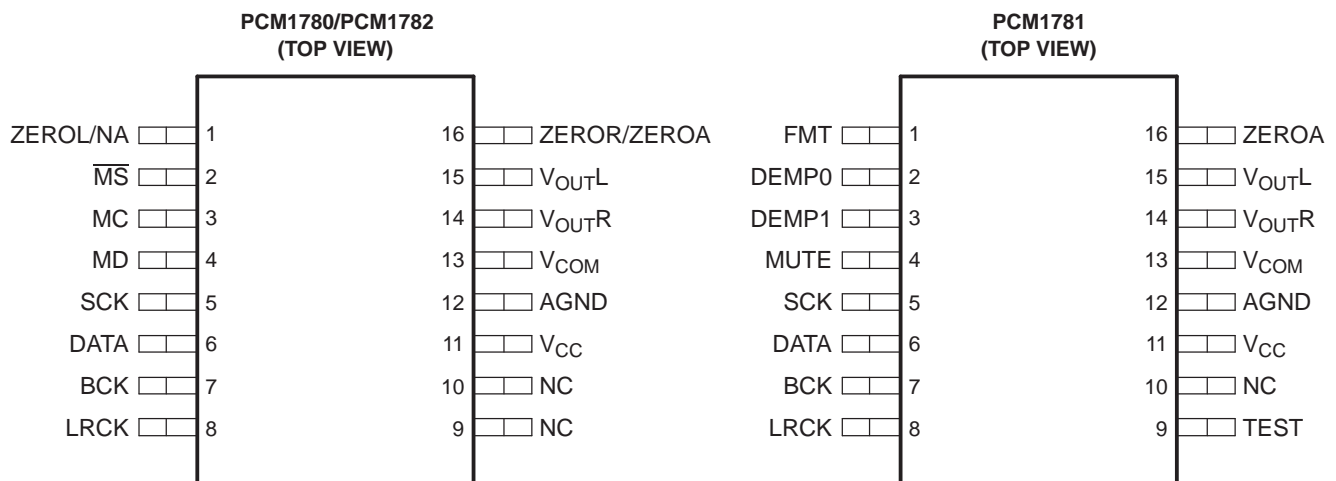 PCM1780/PCM1782
(TOP VIEW)
ZEROL/NA 1 16 ZEROR/ZEROA
MS 2 15 VOUTL
MC 3 14 VOUTR
MD 4 13 VCOM
SCK 5 12 AGND
DATA 6 11 VCC
BCK 7 10 NC
LRCK 8 9 NC
PCM1781
(TOP VIEW)
FMT 1 16 ZEROA
DEMP0 2 15 VOUTL
DEMP1 3 14 VOUTR
MUTE 4 13 VCOM
SCK 5 12 AGND
DATA 6 11 VCC
BCK 7 10 NC
LRCK 8 9 TEST